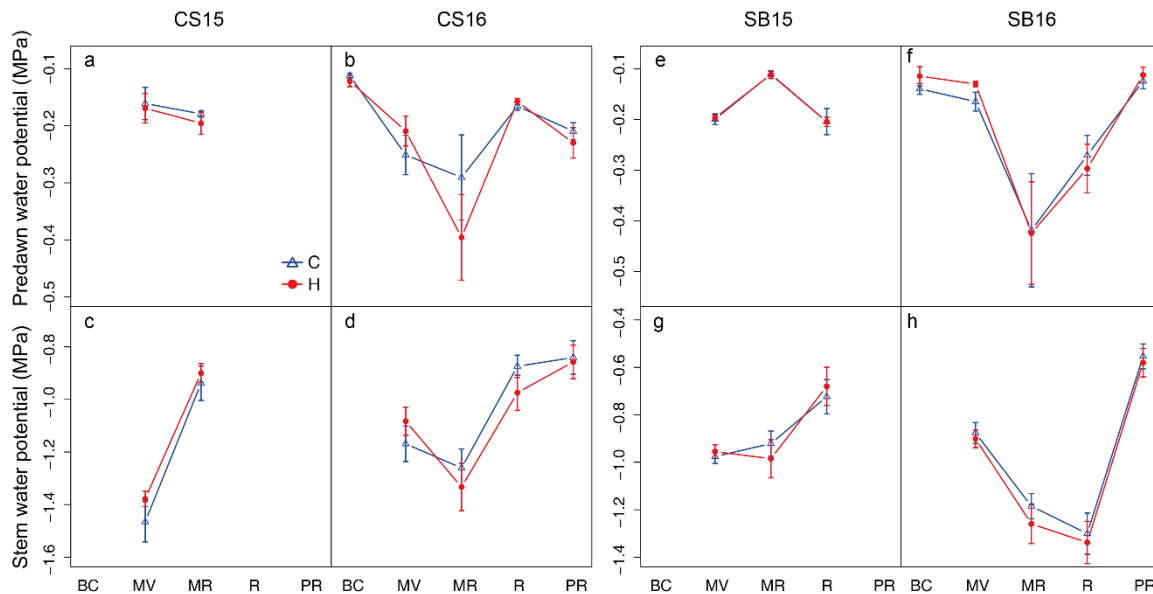 CS15 CS16 SB15 SB16
Predawn water potential (MPa)
a
b
e
f
−0.1
−0.2
−0.3
−0.4
−0.5
C
H
−0.1
−0.2
−0.3
−0.4
−0.5
Stem water potential (MPa)
c
d
g
h
−0.8
−1.0
−1.2
−1.4
−1.6
−0.4
−0.6
−0.8
−1.0
−1.2
−1.4
BC MV MR R PR BC MV MR R PR BC MV MR R PR BC MV MR R PR